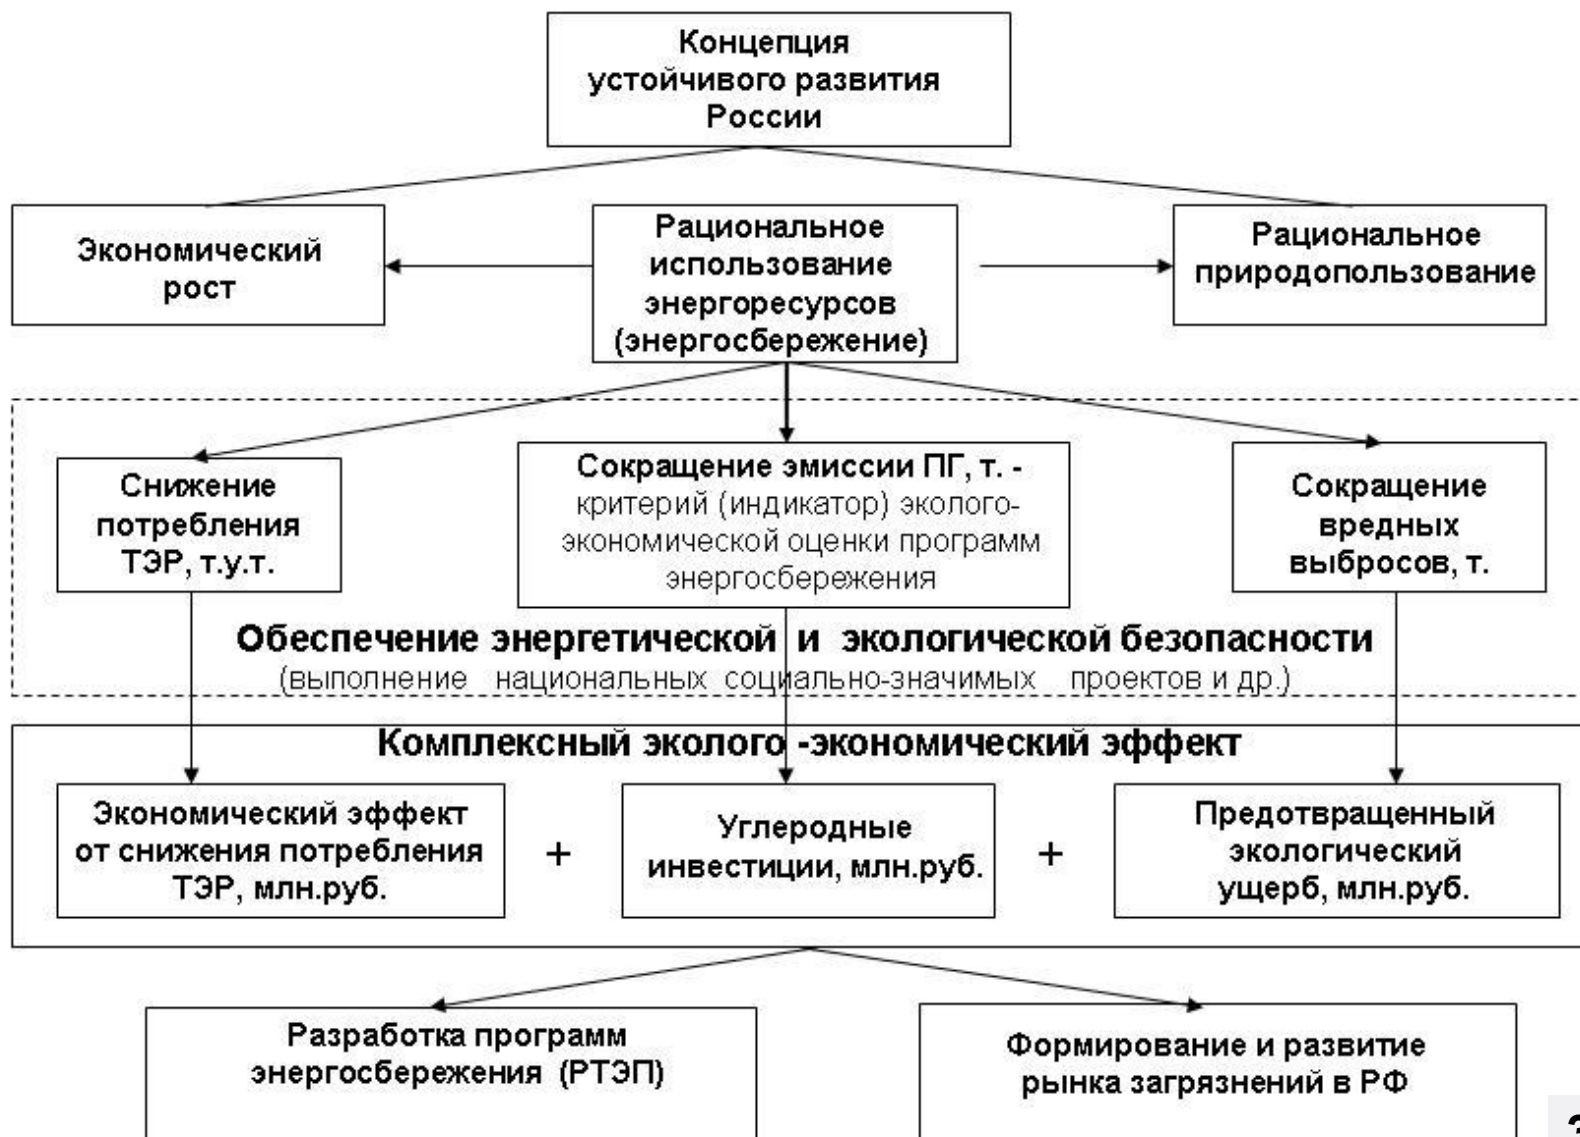 Концепция
устойчивого развития
России
Экономический
рост
Рациональное
использование
энергоресурсов
(энергосбережение)
Рациональное
природопользование
Снижение
потребления
ТЭР, т.у.т.
Сокращение эмиссии ПГ, т. -
критерий (индикатор) эколого-
экономической оценки программ
энергосбережения
Сокращение
вредных
выбросов, т.
Обеспечение энергетической и экологической безопасности
(выполнение национальных социально-значимых проектов и др.)
Комплексный эколого -экономический эффект
Экономический эффект
от снижения потребления
ТЭР, млн.руб.
+
Углеродные
инвестиции, млн.руб.
+
Предотвращенный
экологический
ущерб, млн.руб.
Разработка программ
энергосбережения (РТЭП)
Формирование и развитие
рынка загрязнений в РФ